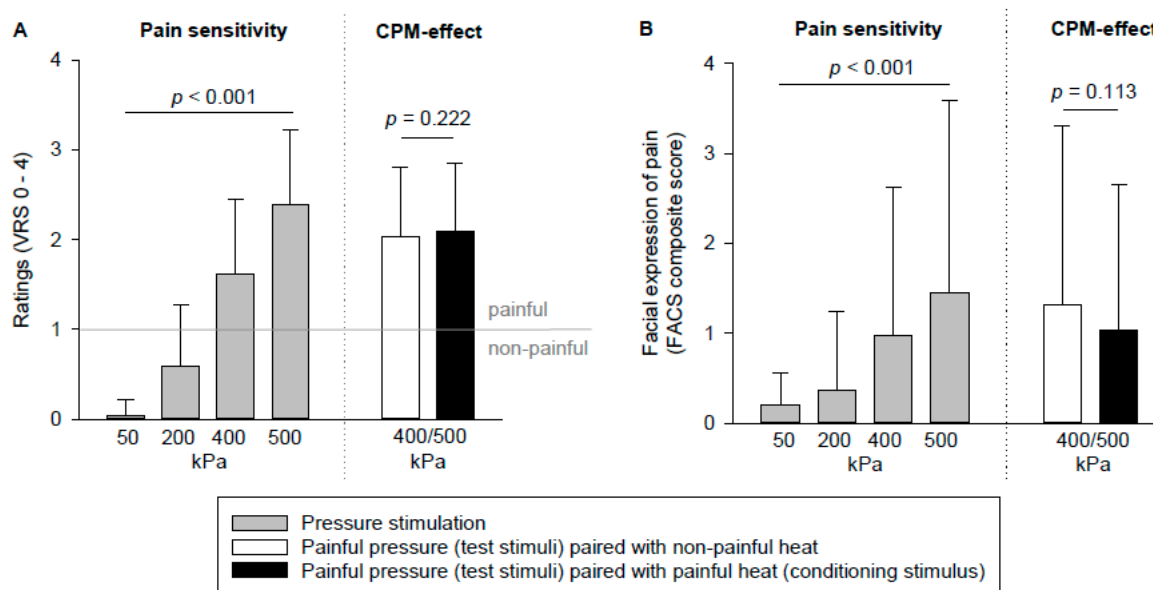 A
Pain sensitivity
CPM-effect
Ratings (VRS 0 - 4)
4
3
2
1
0
p < 0.001
p = 0.222
painful
non-painful
50 200 400 500
kPa
400/500
kPa
B
Pain sensitivity
CPM-effect
Facial expression of pain
(FACS composite score)
4
3
2
1
0
p < 0.001
p = 0.113
50 200 400 500
kPa
400/500
kPa
Pressure stimulation
Painful pressure (test stimuli) paired with non-painful heat
Painful pressure (test stimuli) paired with painful heat (conditioning stimulus)